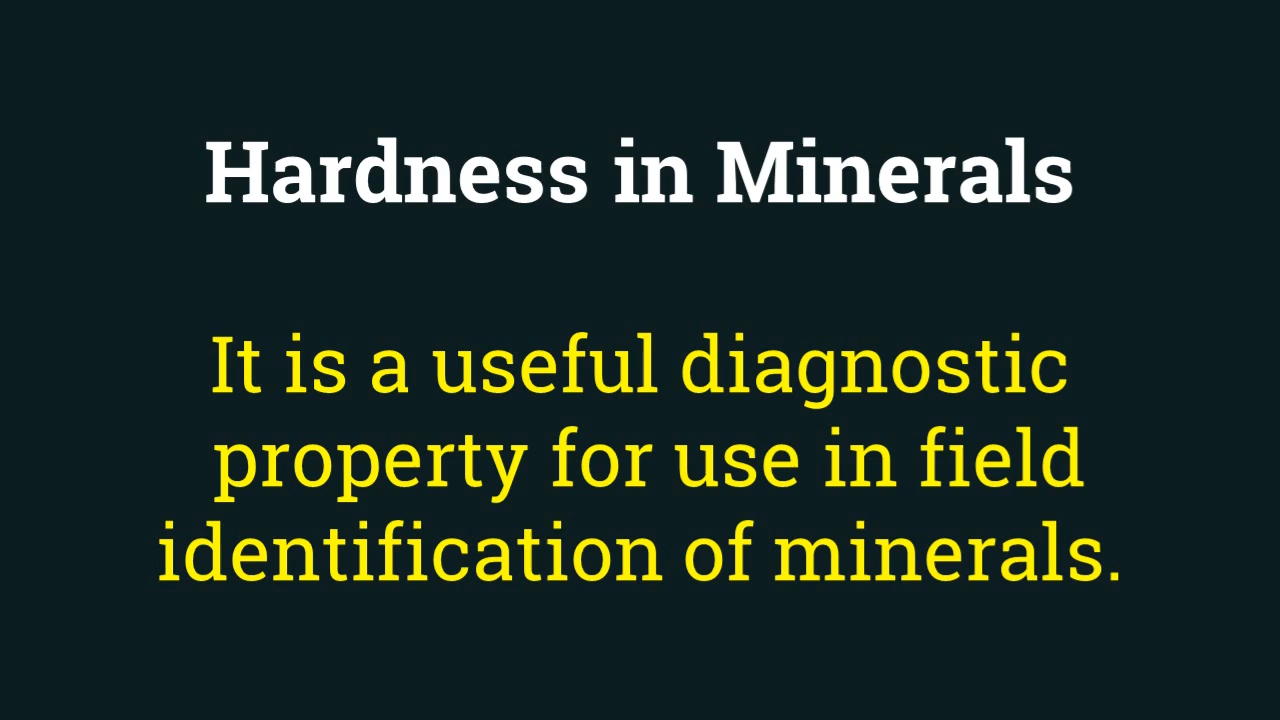 Hardness in Minerals
It is a useful diagnostic
property for use in field
identification of minerals.